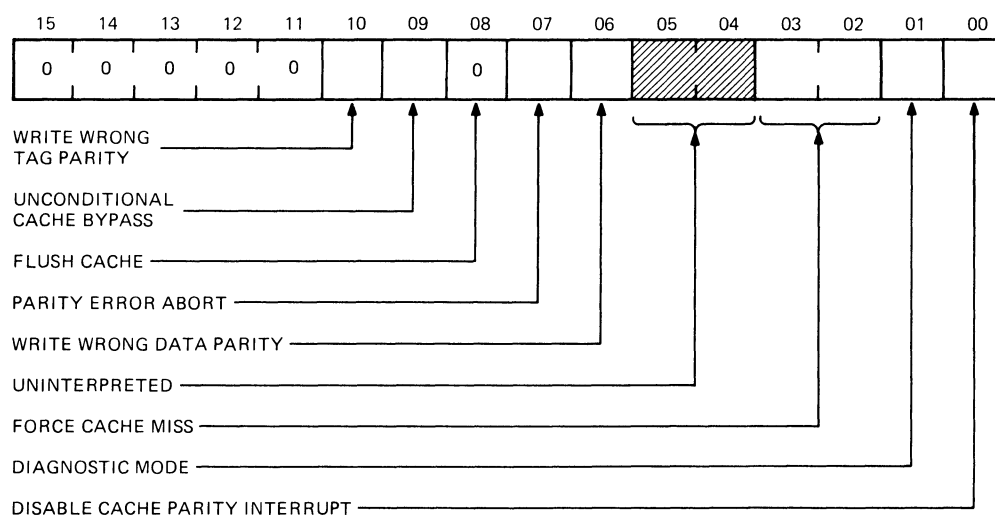 15 14 13 12 11 10 09 08 07 06 05 04 03 02 01 00
0 0 0 0 0 0
WRITE WRONG
TAG PARITY
UNCONDITIONAL
CACHE BYPASS
FLUSH CACHE
PARITY ERROR ABORT
WRITE WRONG DATA PARITY
UNINTERPRETED
FORCE CACHE MISS
DIAGNOSTIC MODE
DISABLE CACHE PARITY INTERRUPT